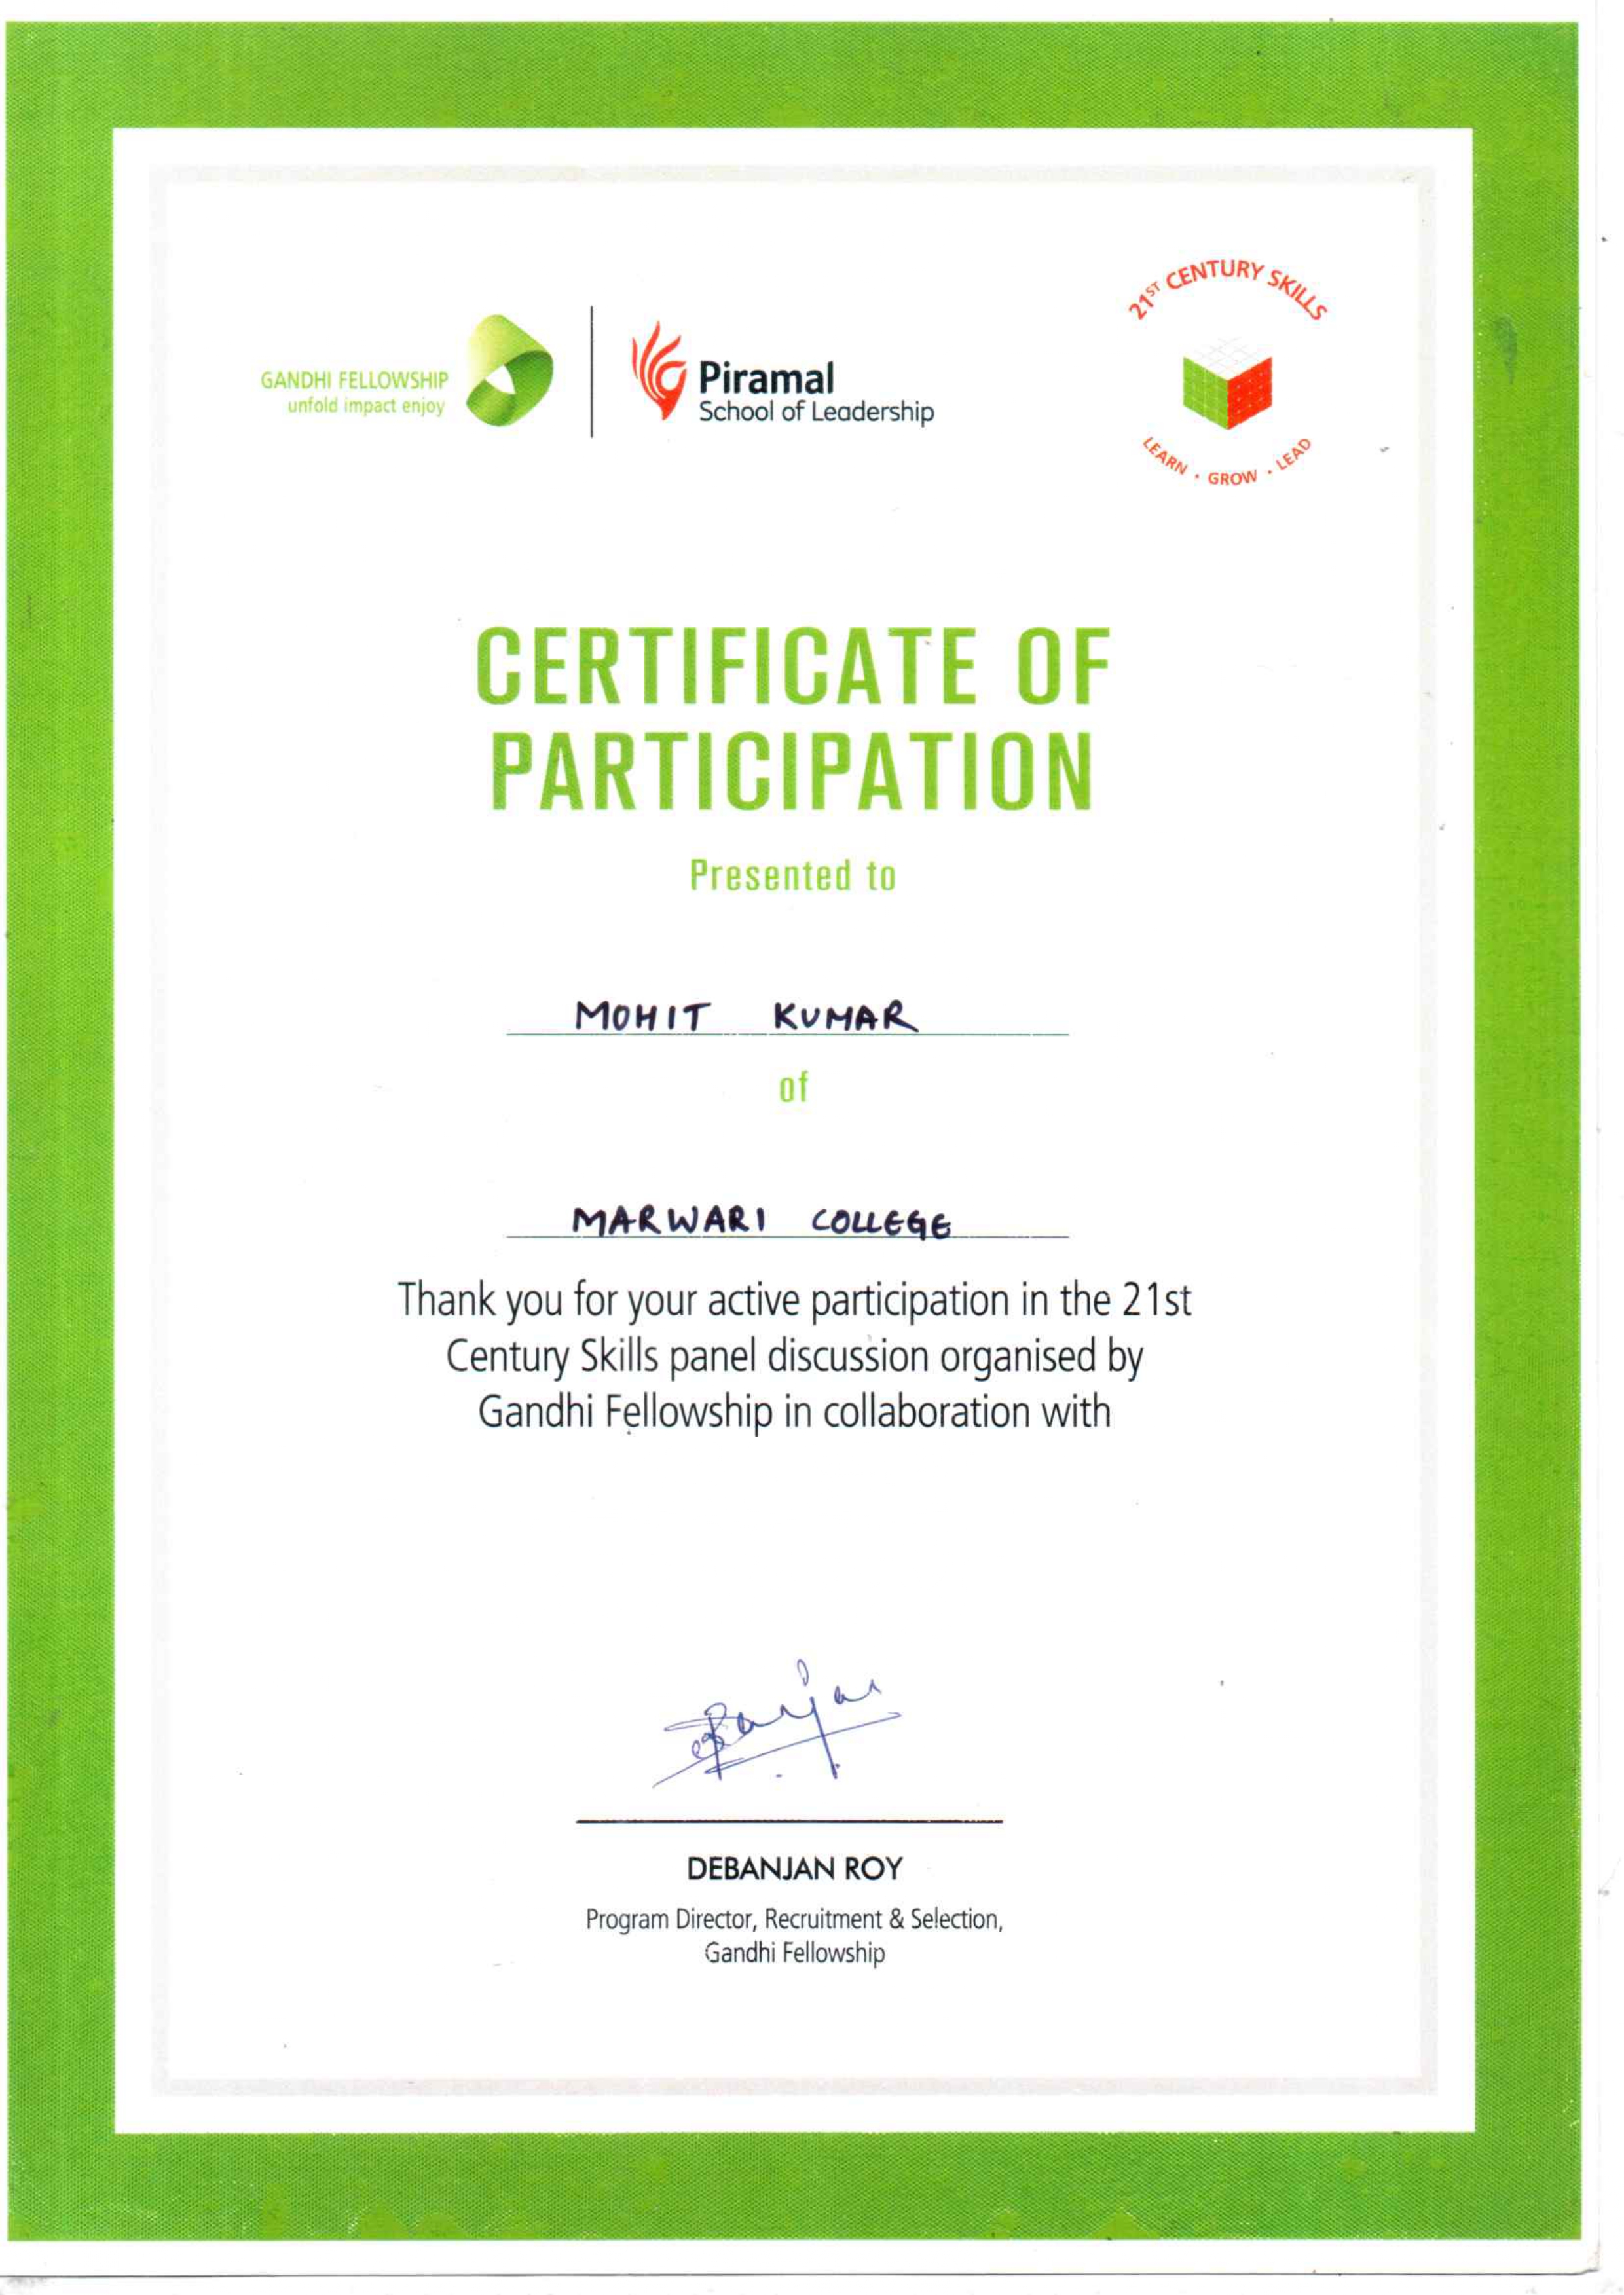 GANDHI FELLOWSHIP
unfold impact enjoy
Piramal
School of Leadership
21ST CENTURY SKILLS
LEARN . GROW . LEAD
CERTIFICATE OF
PARTICIPATION
Presented to
MOHIT KUMAR
of
MARWARI COLLEGE
Thank you for your active participation in the 21st
Century Skills panel discussion organised by
Gandhi Fellowship in collaboration with
DEBANJAN ROY
Program Director, Recruitment & Selection,
Gandhi Fellowship